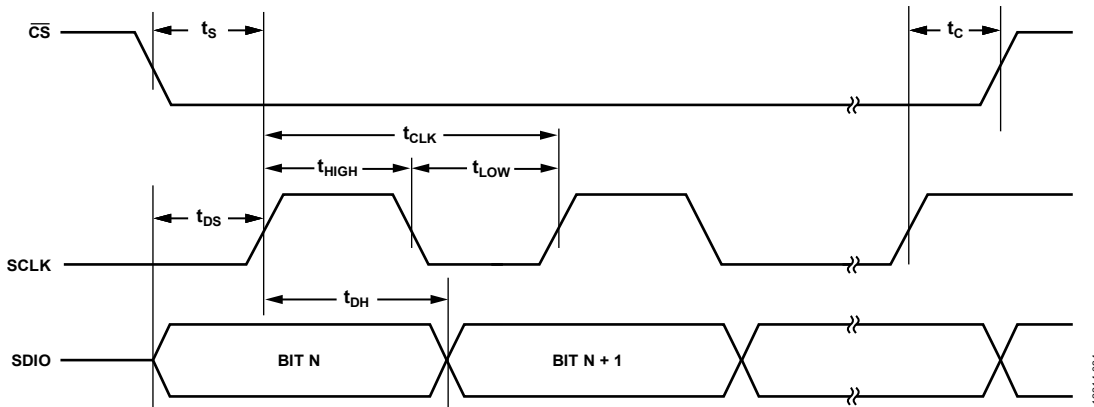 CS tS tC
tCLK
tHIGH tLOW
tDS
SCLK
tDH
SDIO BIT N BIT N + 1